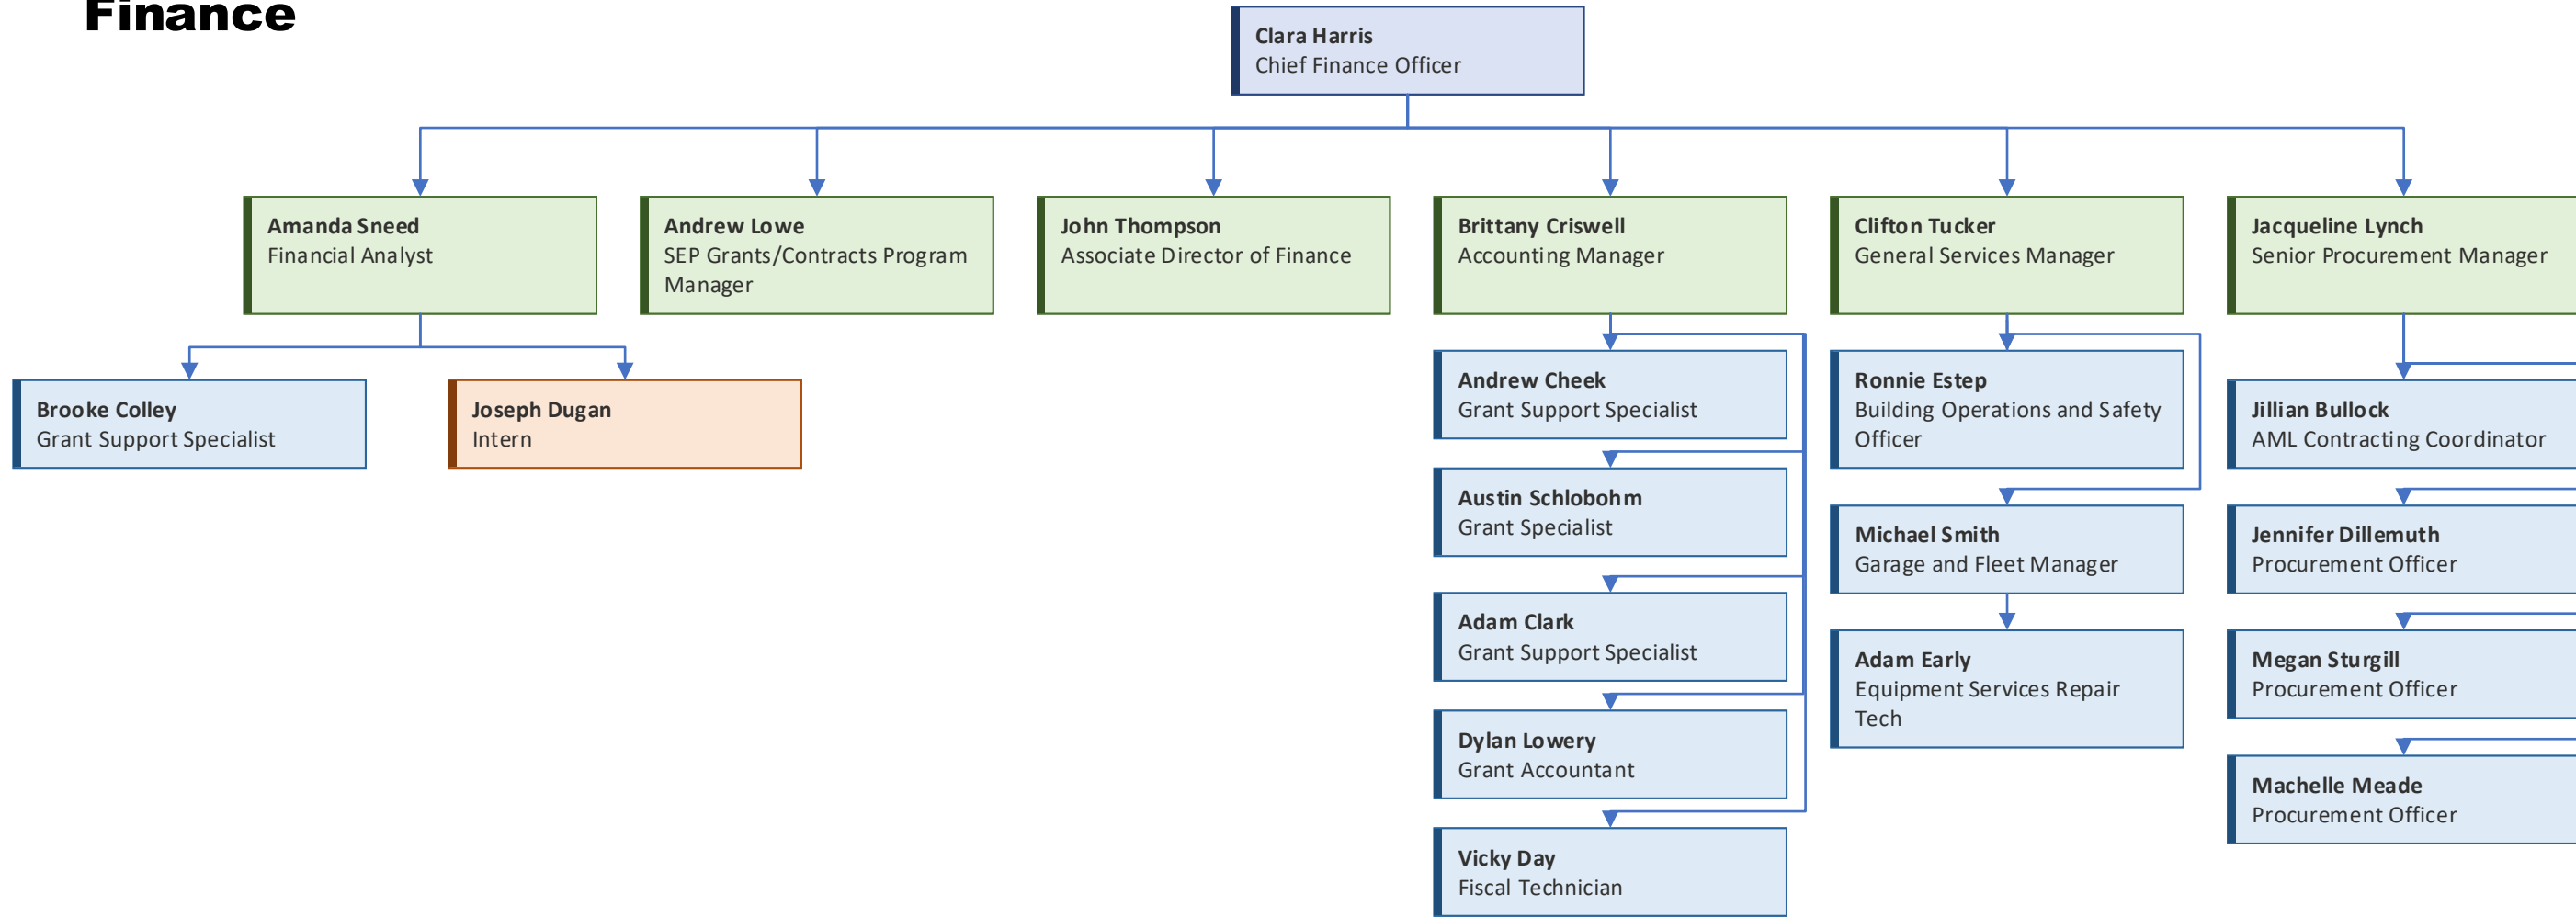 Finance
Clara Harris
Chief Finance Officer
Amanda Sneed
Financial Analyst
Andrew Lowe
SEP Grants/Contracts Program
Manager
John Thompson
Associate Director of Finance
Brittany Criswell
Accounting Manager
Clifton Tucker
General Services Manager
Jacqueline Lynch
Senior Procurement Manager
Brooke Colley
Grant Support Specialist
Joseph Dugan
Intern
Andrew Cheek
Grant Support Specialist
Austin Schlobohm
Grant Specialist
Adam Clark
Grant Support Specialist
Dylan Lowery
Grant Accountant
Vicky Day
Fiscal Technician
Ronnie Estep
Building Operations and Safety
Officer
Michael Smith
Garage and Fleet Manager
Adam Early
Equipment Services Repair
Tech
Jillian Bullock
AML Contracting Coordinator
Jennifer Dillemuth
Procurement Officer
Megan Sturgill
Procurement Officer
Machelle Meade
Procurement Officer